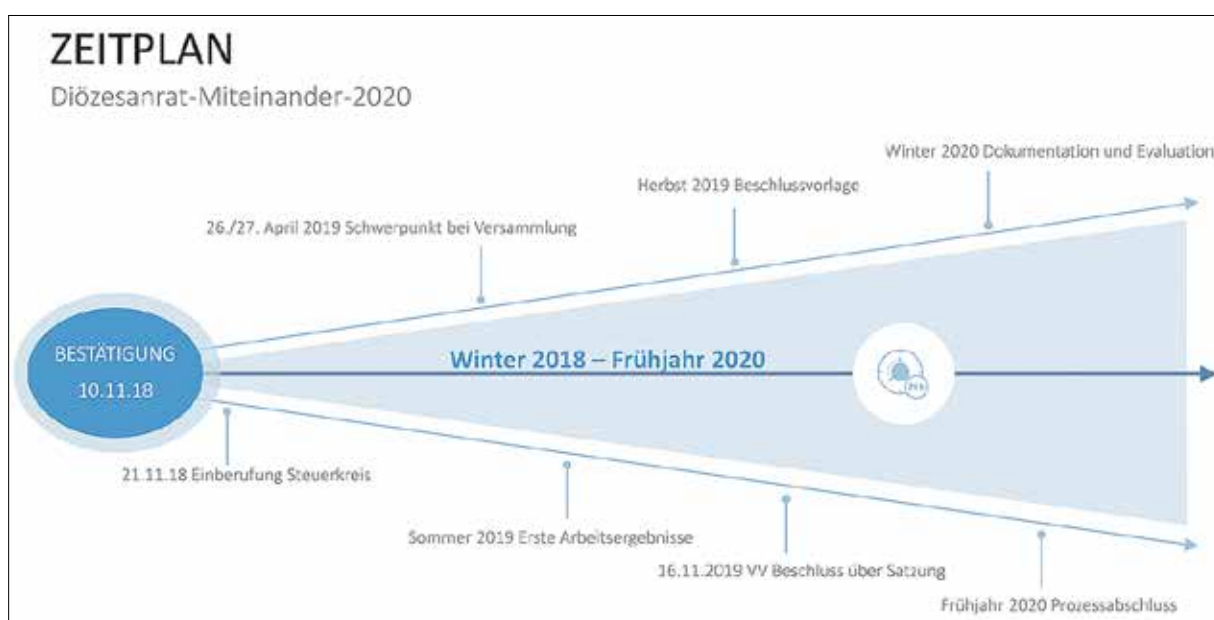 ZEITPLAN
Diözesanrat-Miteinander-2020
Winter 2020 Dokumentation und Evaluation
Herbst 2019 Beschlussvorlage
26./27. April 2019 Schwerpunkt bei Versammlung
BESTÄTIGUNG
10.11.18
Winter 2018 – Frühjahr 2020
21.11.18 Einberufung Steuerkreis
Sommer 2019 Erste Arbeitsergebnisse
16.11.2019 VV Beschluss über Satzung
Frühjahr 2020 Prozessabschluss